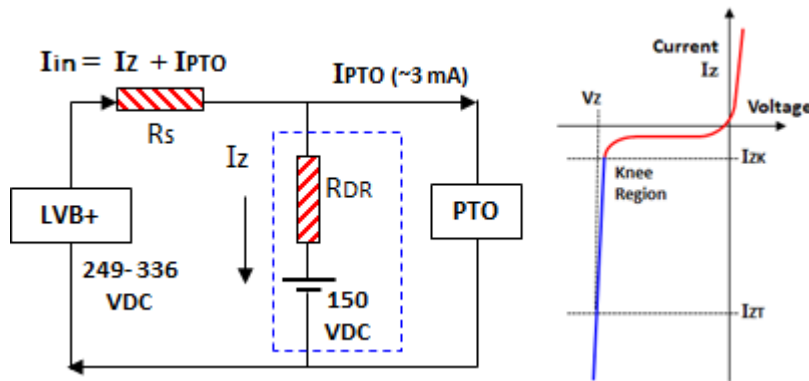 Iin = Iz + IPTO
IPTO (~3 mA)
Rs
Iz
RDR
LVB+
PTO
249- 336
VDC
150
VDC
Current
Iz
Vz
Voltage
IZK
Knee
Region
IZT